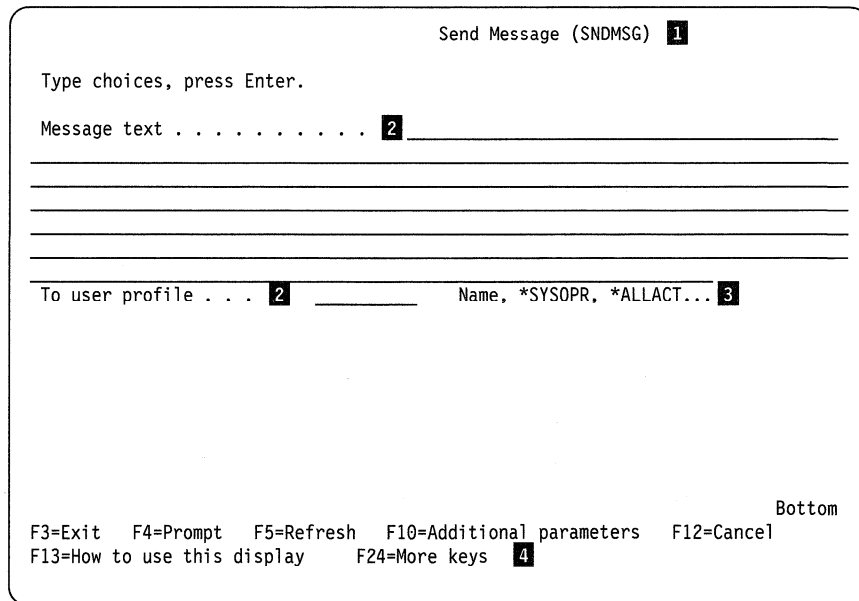 Send Message (SNDMSG) 1
Type choices, press Enter.
Message text . . . . . . . . . . 2
To user profile . . . 2 Name, *SYSOPR, *ALLACT... 3
Bottom
F3=Exit F4=Prompt F5=Refresh F10=Additional parameters F12=Cancel
F13=How to use this display F24=More keys 4